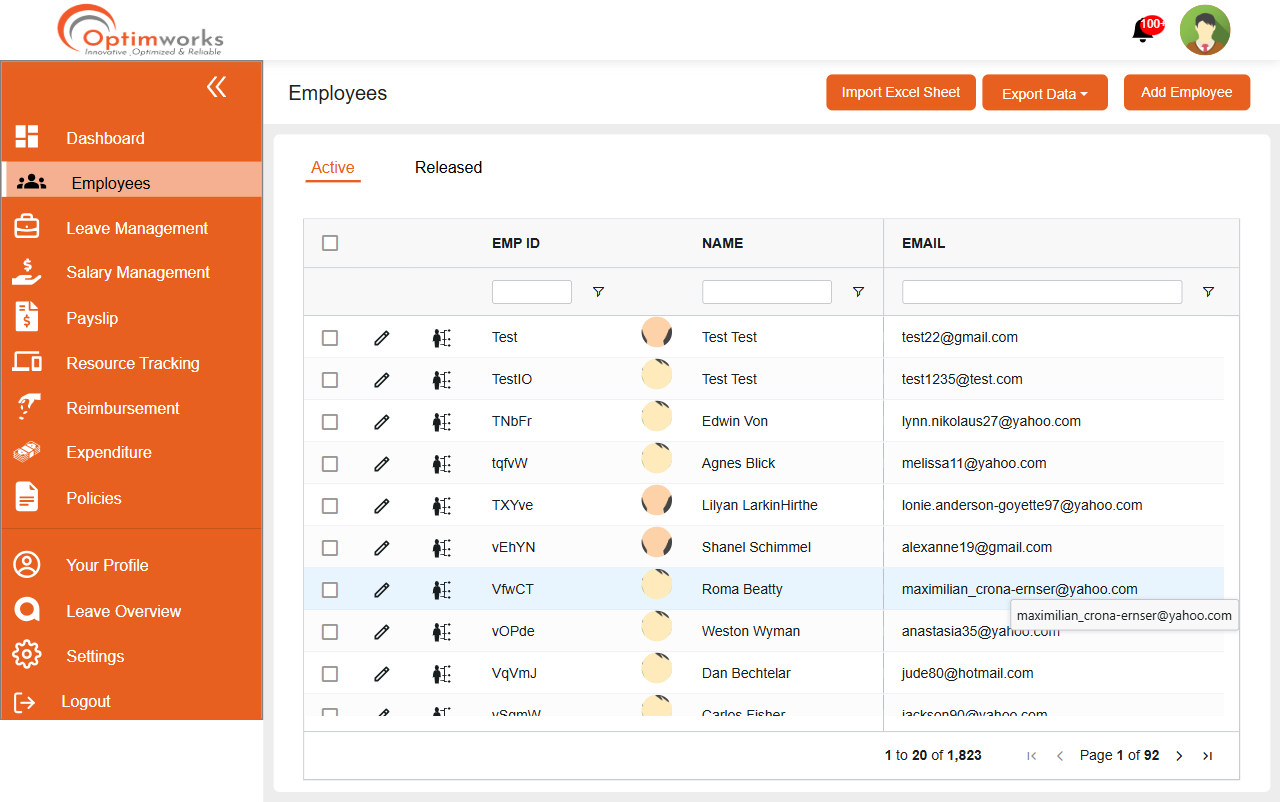 Optimworks
Innovative ,Optimized & Reliable
100+
Dashboard
Employees
Leave Management
Salary Management
Payslip
Resource Tracking
Reimbursement
Expenditure
Policies
Your Profile
Leave Overview
Settings
Logout
Employees
Import Excel Sheet
Export Data
Add Employee
Active
Released
EMP ID NAME EMAIL
Test Test Test test22@gmail.com
TestIO Test Test test1235@test.com
TNbFr Edwin Von lynn.nikolaus27@yahoo.com
tqfvW Agnes Blick melissa11@yahoo.com
TXYve Lilyan LarkinHirthe lonie.anderson-goyette97@yahoo.com
vEhYN Shanel Schimmel alexanne19@gmail.com
VfwCT Roma Beatty maximilian_crona-ernser@yahoo.com
maximilian_crona-ernser@yahoo.com
vOPde Weston Wyman anastasia35@yahoo.com
VqVmJ Dan Bechtelar jude80@hotmail.com
vSgmW Carlos Fisher jackson90@yahoo.com
1 to 20 of 1,823
Page 1 of 92